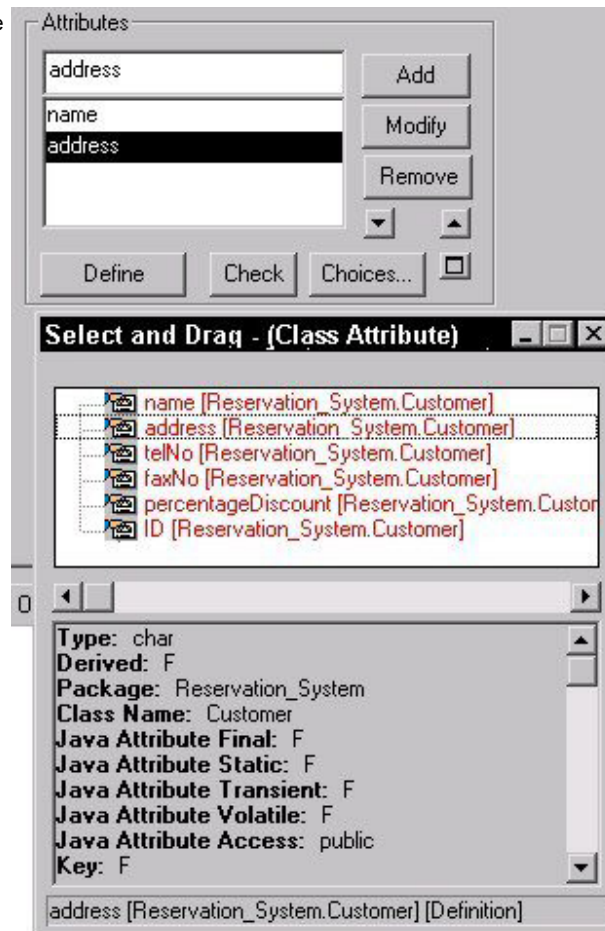 e
Attributes
address
Add
name
address
Modify
Remove
Define
Check
Choices...
Select and Drag - (Class Attribute)
name [Reservation_System.Customer]
address [Reservation_System.Customer]
telNo [Reservation_System.Customer]
faxNo [Reservation_System.Customer]
percentageDiscount [Reservation_System.Custor
ID [Reservation_System.Customer]
0
Type: char
Derived: F
Package: Reservation_System
Class Name: Customer
Java Attribute Final: F
Java Attribute Static: F
Java Attribute Transient: F
Java Attribute Volatile: F
Java Attribute Access: public
Key: F
address [Reservation_System.Customer] [Definition]